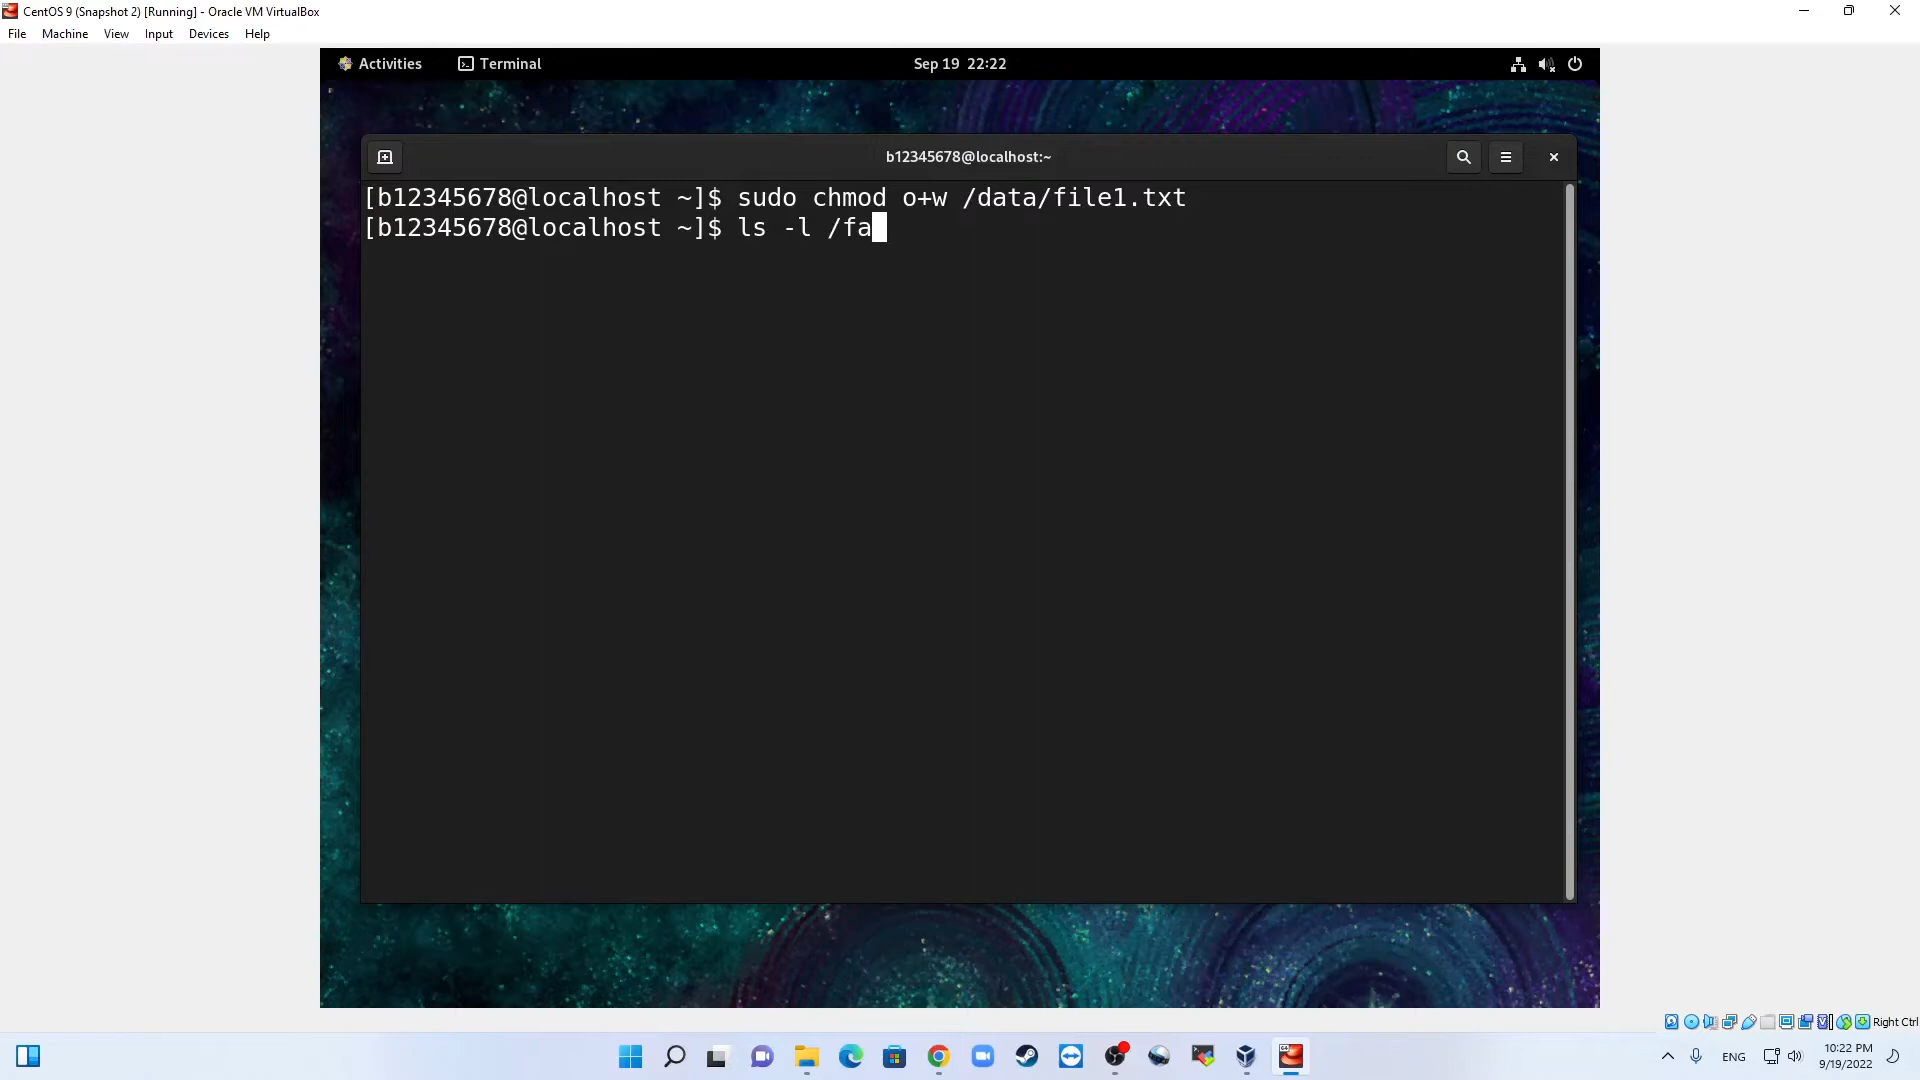 CentOS 9 (Snapshot 2) [Running] - Oracle VM VirtualBox
File Machine View Input Devices Help
Activities Terminal Sep 19 22:22
b12345678@localhost:~
[b12345678@localhost ~]$ sudo chmod o+w /data/file1.txt
[b12345678@localhost ~]$ ls -l /fa
Right Ctrl
ENG 10:22 PM
9/19/2022